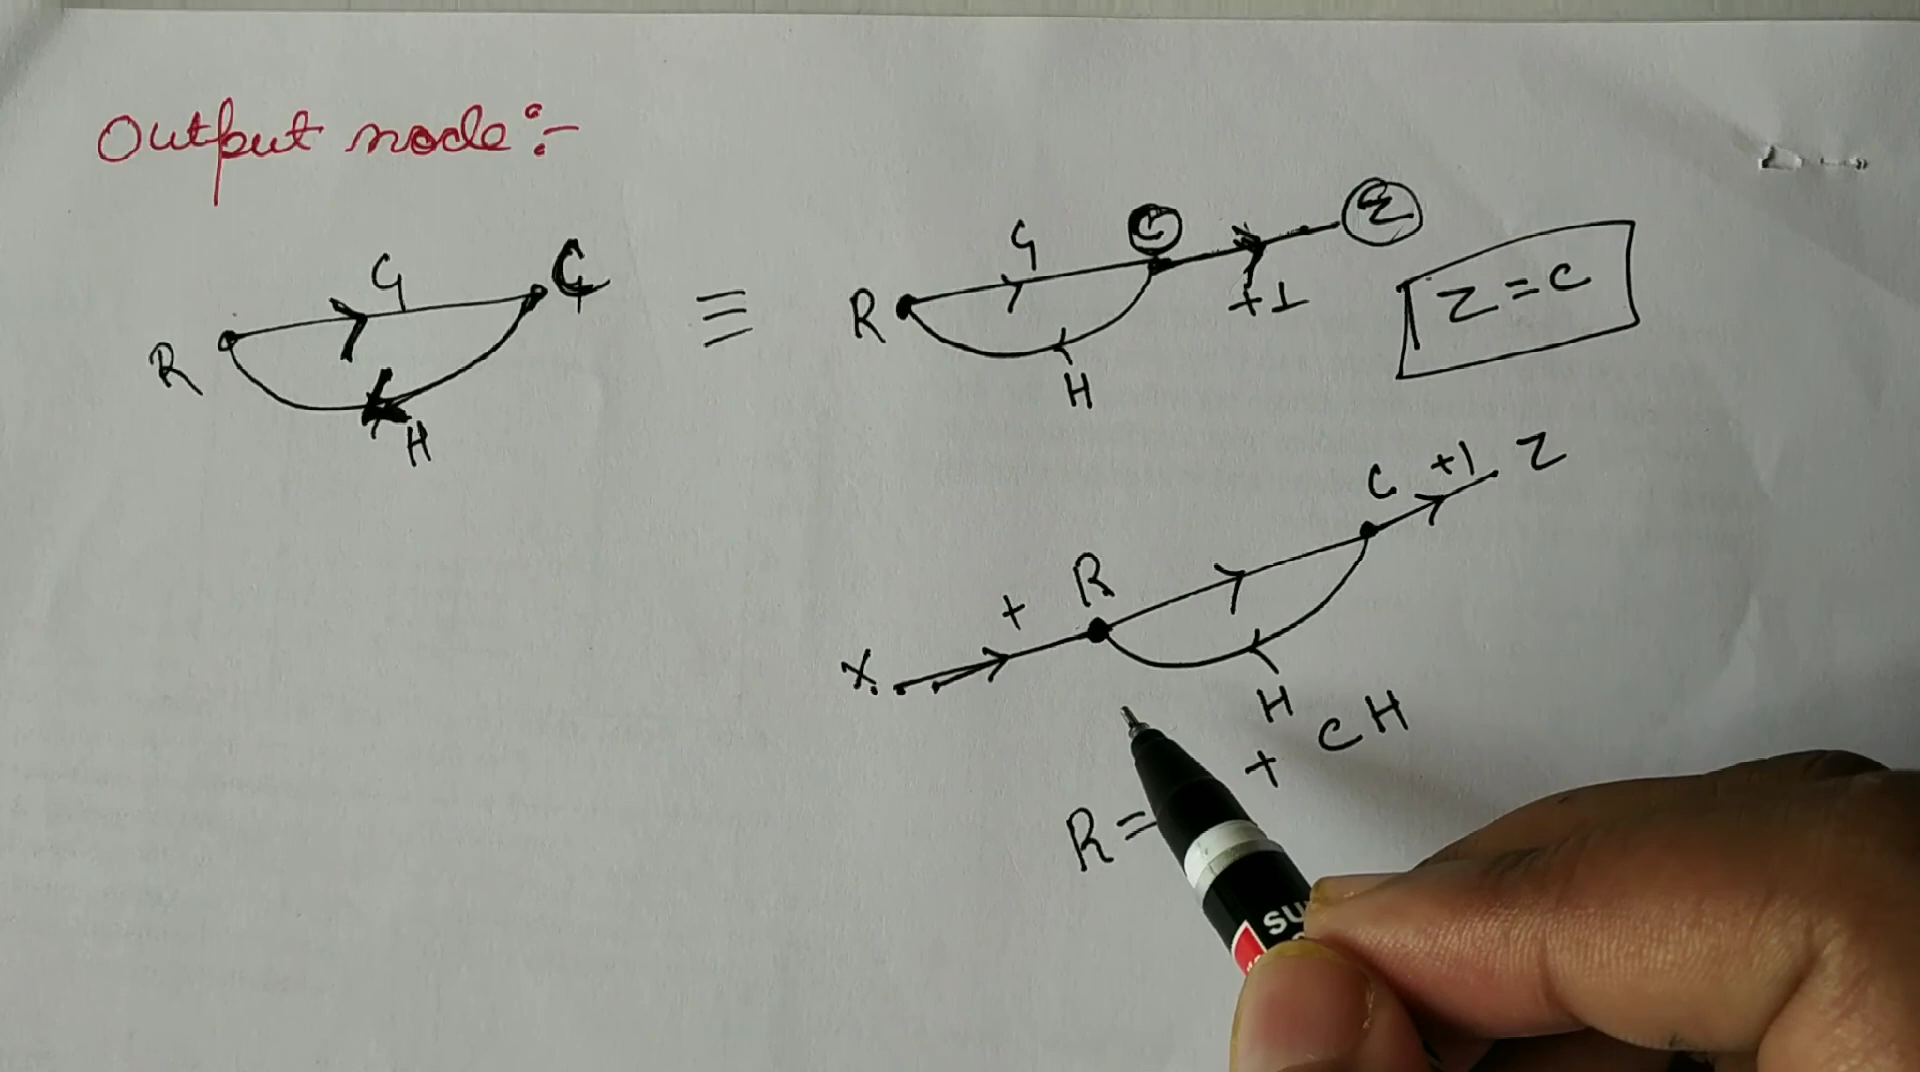 Output node:-
G
C
R
H
≡
G
C
Z
R
+1
H
Z=C
C +1 Z
+ R
X
H
+ CH
R=
SU